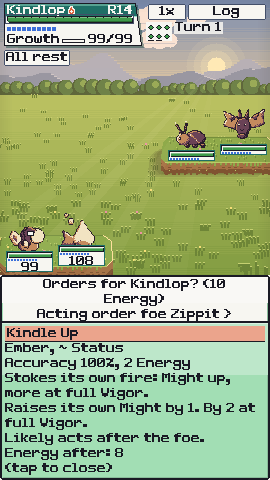 Kindlop R14
Growth 99/99
1x
Log
Turn 1
All rest
99
108
Orders for Kindlop? (10
Energy)
Acting order foe Zippit >
Kindle Up
Ember, ~ Status
Accuracy 100%, 2 Energy
Stokes its own fire: Might up,
more at full Vigor.
Raises its own Might by 1. By 2 at
full Vigor.
Likely acts after the foe.
Energy after: 8
(tap to close)